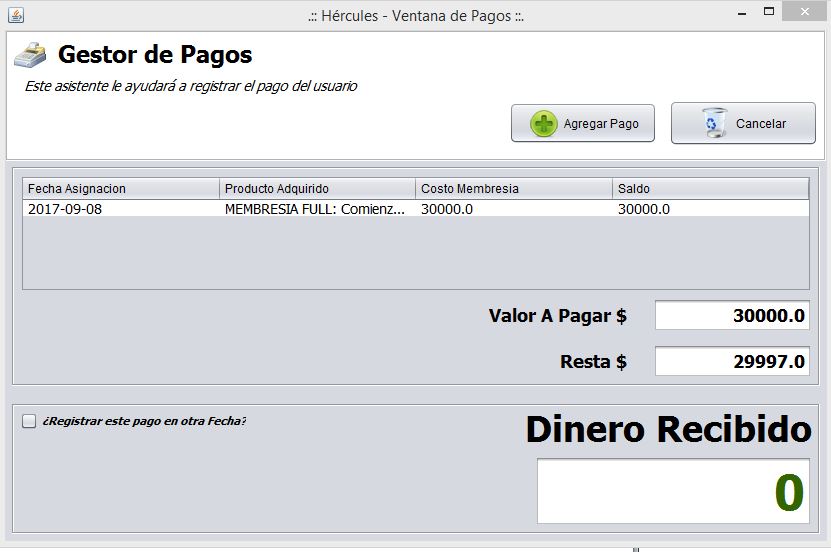 .:: Hércules - Ventana de Pagos ::.
Gestor de Pagos
Este asistente le ayudará a registrar el pago del usuario
Agregar Pago Cancelar
Fecha Asignacion Producto Adquirido Costo Membresia Saldo
2017-09-08 MEMBRESIA FULL: Comienz... 30000.0 30000.0
Valor A Pagar $ 30000.0
Resta $ 29997.0
¿Registrar este pago en otra Fecha?
Dinero Recibido
0